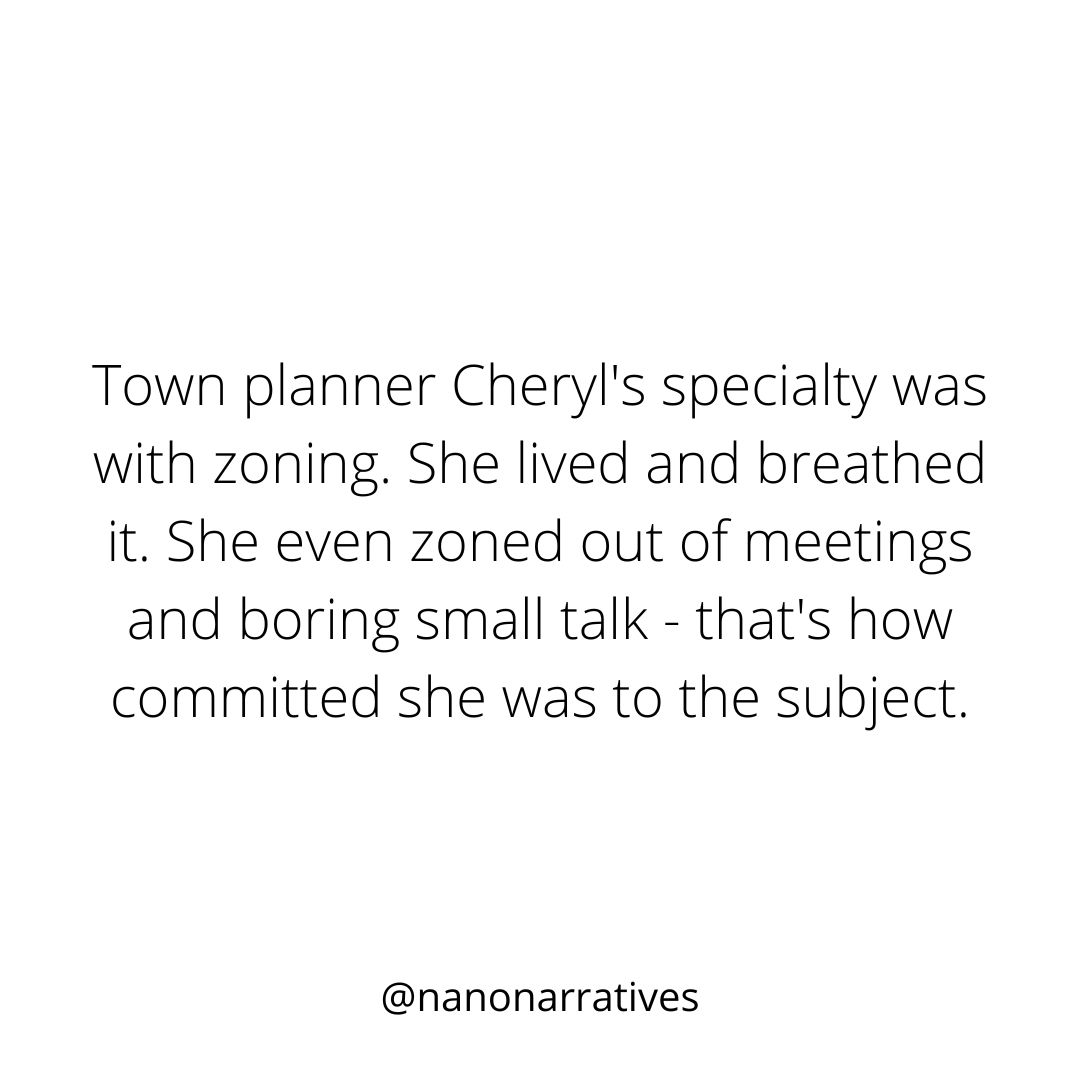 Town planner Cheryl's specialty was
with zoning. She lived and breathed
it. She even zoned out of meetings
and boring small talk - that's how
committed she was to the subject.
@nanonarratives